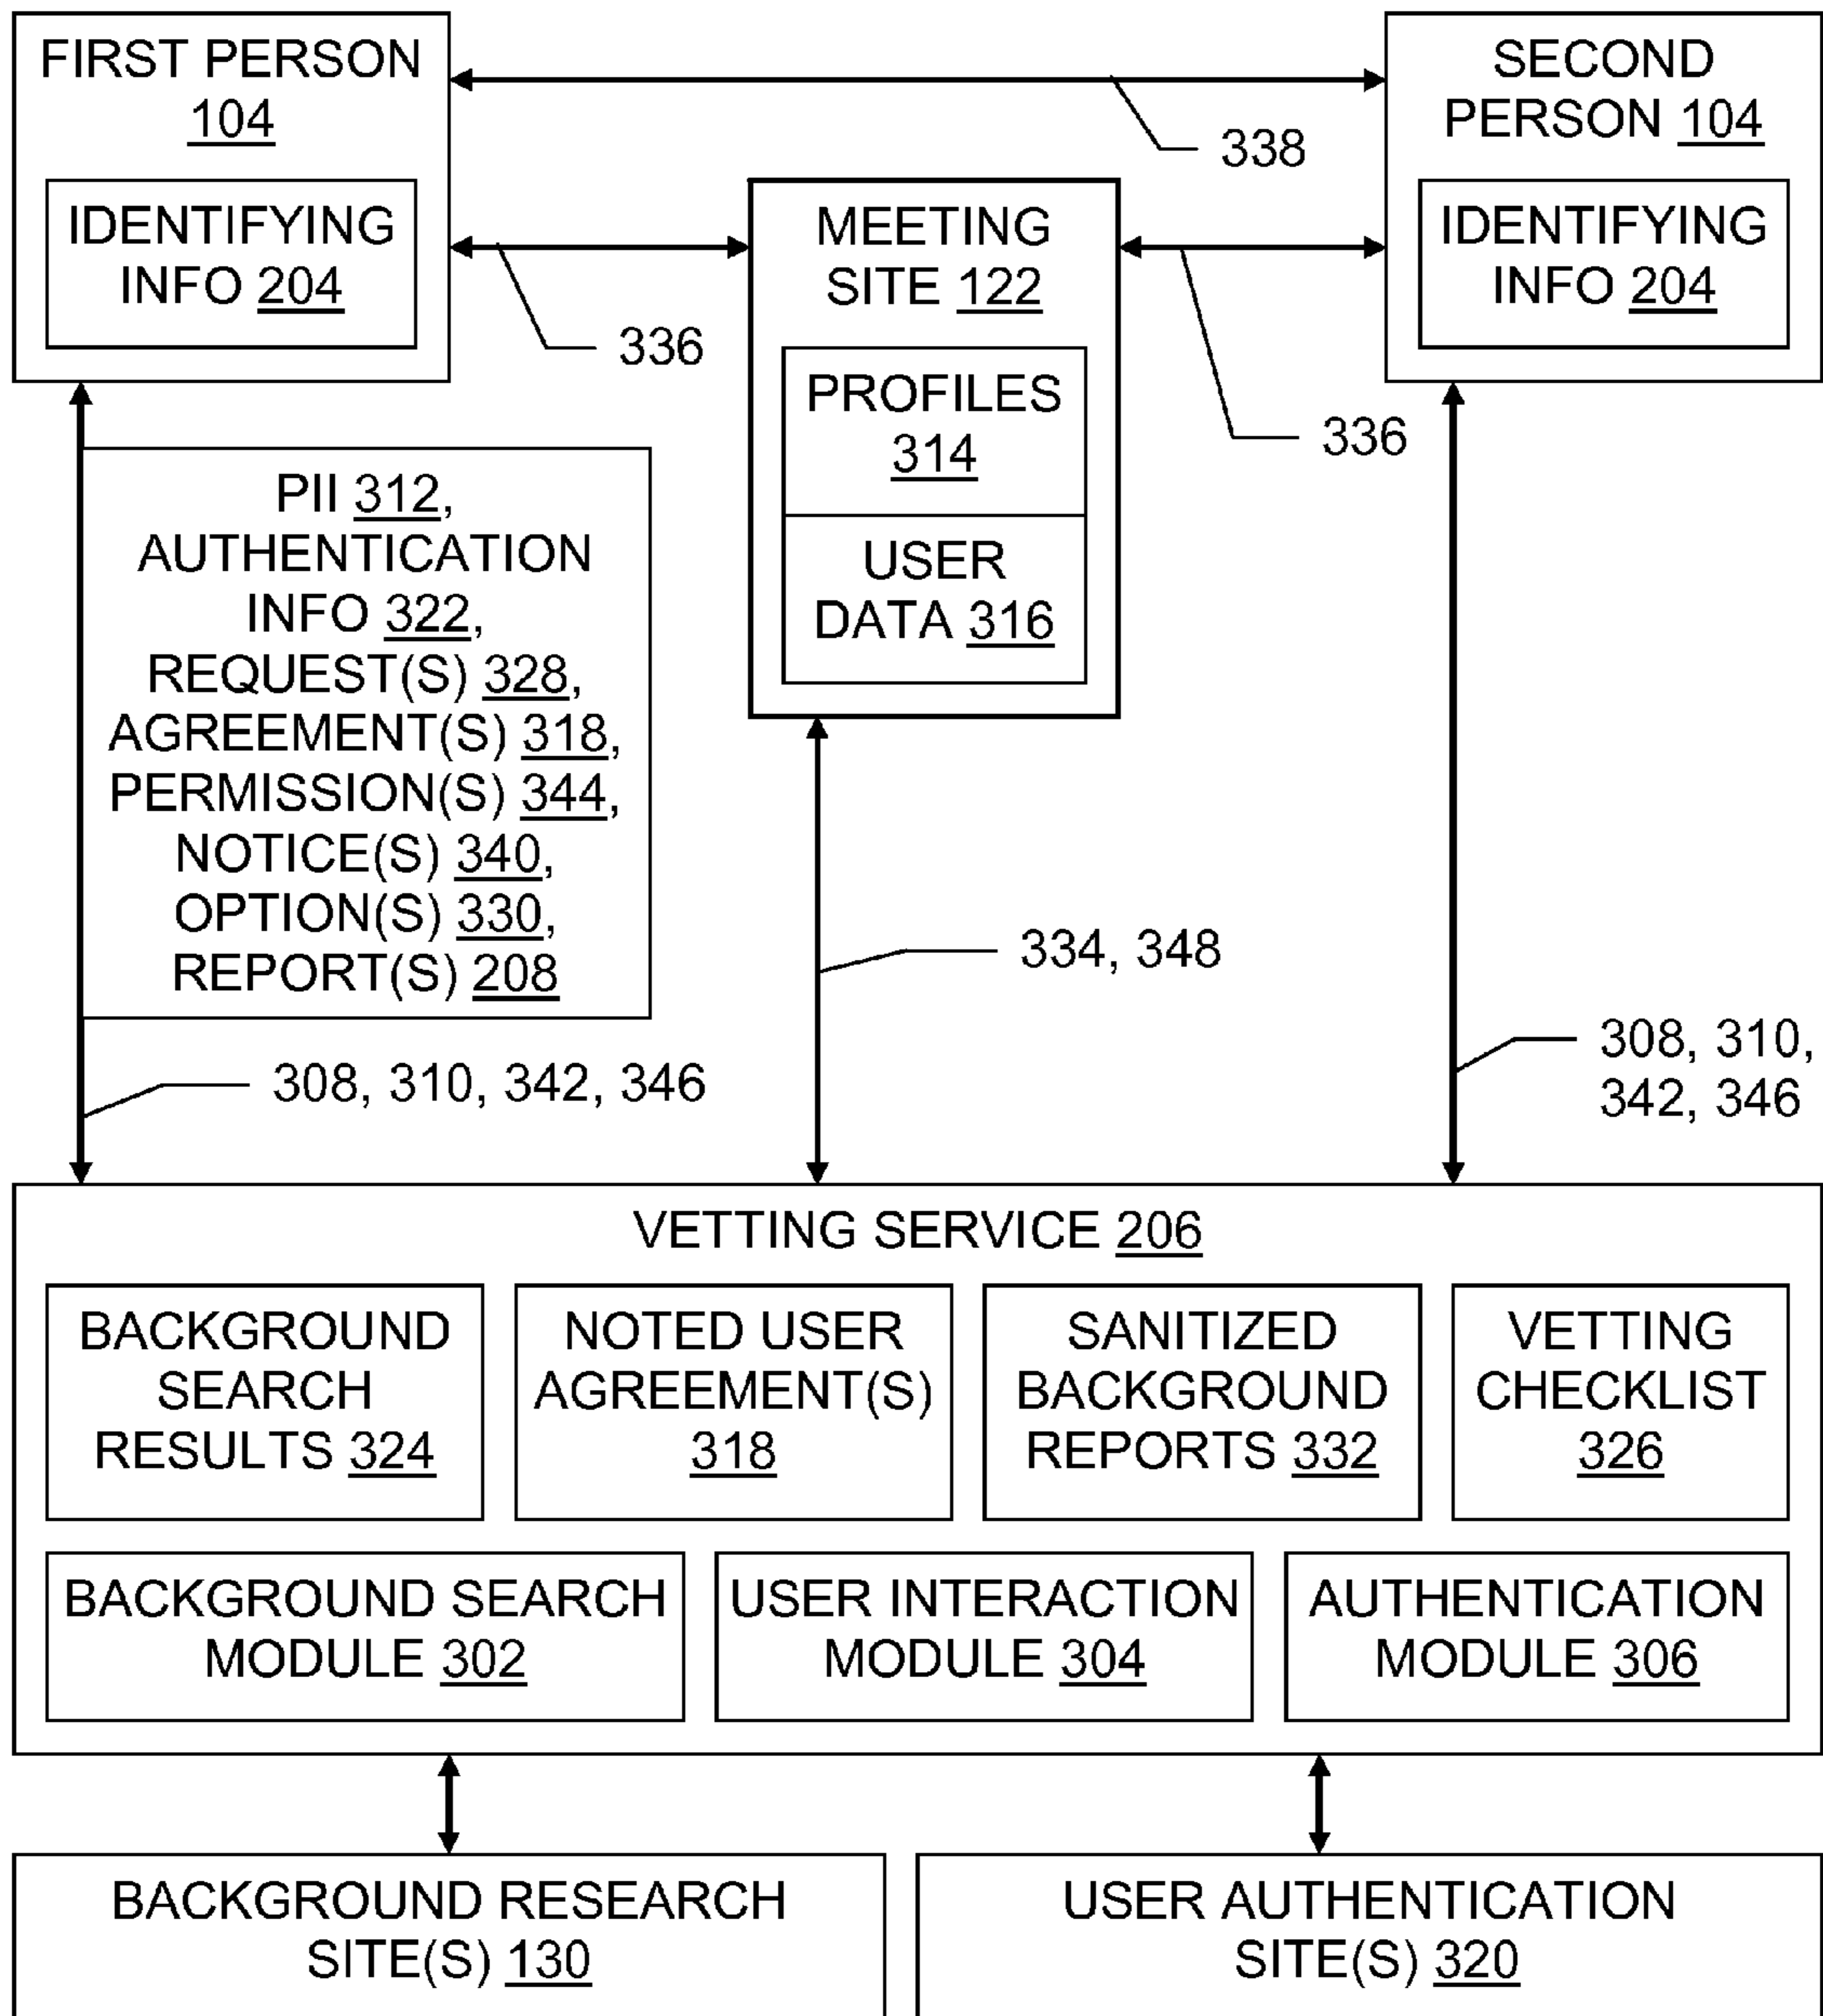 FIRST PERSON
104
IDENTIFYING
INFO 204
338
SECOND
PERSON 104
IDENTIFYING
INFO 204
336
MEETING
SITE 122
PROFILES
314
USER
DATA 316
336
PII 312,
AUTHENTICATION
INFO 322,
REQUEST(S) 328,
AGREEMENT(S) 318,
PERMISSION(S) 344,
NOTICE(S) 340,
OPTION(S) 330,
REPORT(S) 208
308, 310, 342, 346
334, 348
308, 310,
342, 346
VETTING SERVICE 206
BACKGROUND
SEARCH
RESULTS 324
NOTED USER
AGREEMENT(S)
318
SANITIZED
BACKGROUND
REPORTS 332
VETTING
CHECKLIST
326
BACKGROUND SEARCH
MODULE 302
USER INTERACTION
MODULE 304
AUTHENTICATION
MODULE 306
BACKGROUND RESEARCH
SITE(S) 130
USER AUTHENTICATION
SITE(S) 320